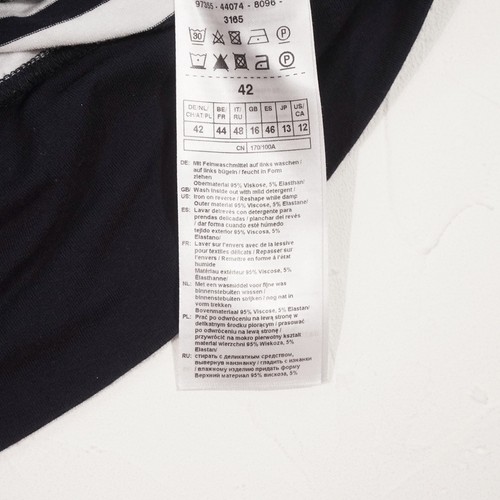 97355 - 44074 - 8096 -
3165
30
P
P
42
DE/NL/ CH/AT PL BE/ FR IT/ RU GB ES JP US/ CA
42 44 48 16 46 13 12
CN 170/100A
DE: Mit Feinwaschmittel auf links waschen /
auf links bügeln / feucht in Form
ziehen
Obermaterial 95% Viskose, 5% Elasthan/
GB/ Wash inside out with mild detergent /
US: Iron on reverse / Reshape while damp
Outer material 95% Viscose, 5% Elastane/
ES: Lavar del revés con detergente para
prendas delicadas / planchar del revés
/ dar forma cuando esté húmedo
tejido exterior 95% Viscosa, 5%
Elastano/
FR: Laver sur l'envers avec de la lessive
pour textiles délicats / Repasser sur
l'envers / Remettre en forme à l'état
humide
Matériau extérieur 95% Viscose, 5%
Élasthanne/
NL: Met een wasmiddel voor fijne was
binnenstebuiten wassen /
binnenstebuiten strijken / nog nat in
vorm trekken
Bovenmateriaal 95% Viscose, 5% Elastan/
PL: Prać po odwróceniu na lewą stronę w
delikatnym środku piorącym / prasować
po odwróceniu na lewą stronę /
przywrócić na mokro pierwotny kształt
materiał wierzchni 95% Wiskoza, 5%
Elastan/
RU: стирать с деликатным средством,
вывернув наизнанку / гладить с изнанки
/ влажному изделию придать форму
Верхний материал 95% вискоза, 5%